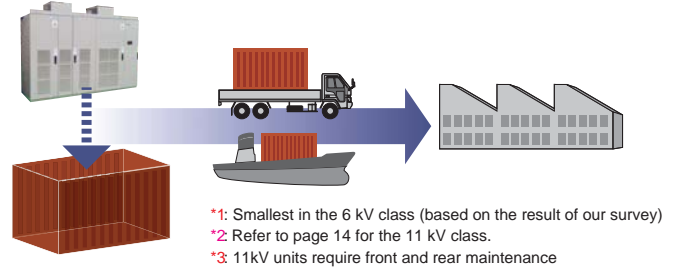 *1: Smallest in the 6 kV class (based on the result of our survey)
*2: Refer to page 14 for the 11 kV class.
*3: 11kV units require front and rear maintenance